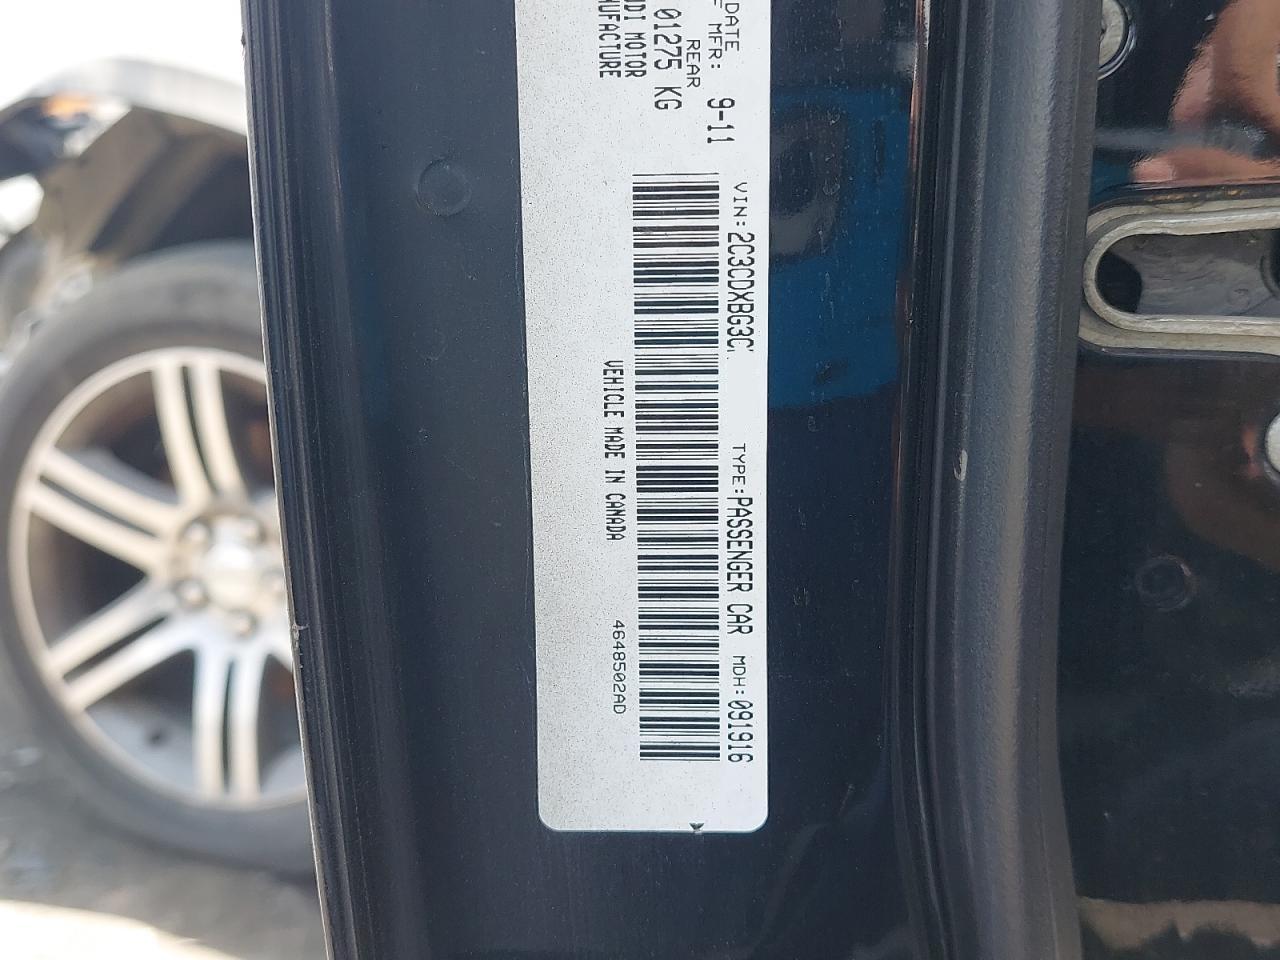 DATE
MFR: 9-11
REAR
01275 KG
MOTOR
VIN: 2C3CDXBG3C
TYPE: PASSENGER CAR
MDH: 091916
VEHICLE MADE IN CANADA
4648502AD